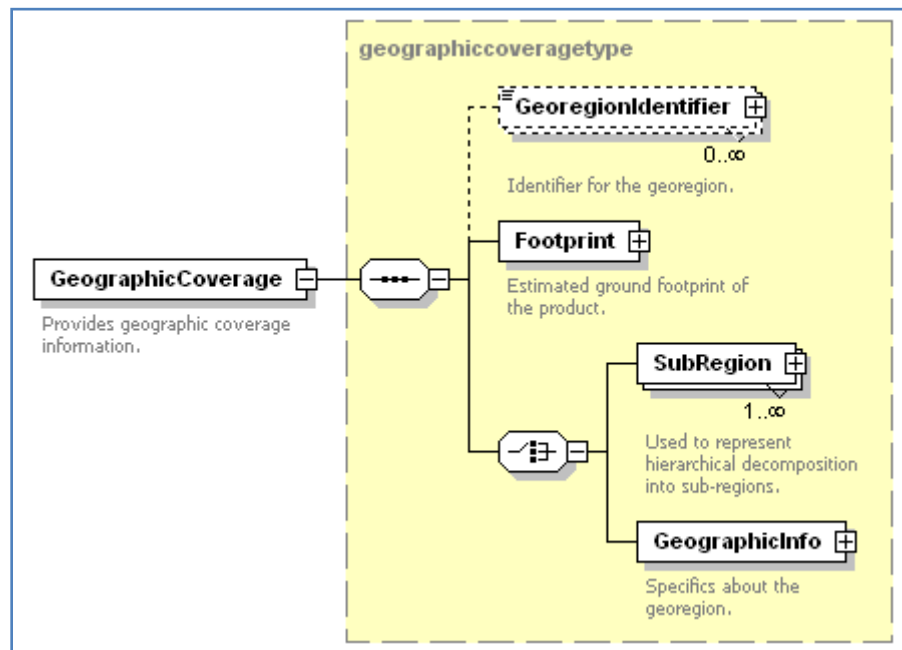 geographiccoveragetype
GeoregionIdentifier
0..∞
Identifier for the georegion.
Footprint
Estimated ground footprint of
the product.
GeographicCoverage
Provides geographic coverage
information.
SubRegion
1..∞
Used to represent
hierarchical decomposition
into sub-regions.
GeographicInfo
Specifics about the
georegion.